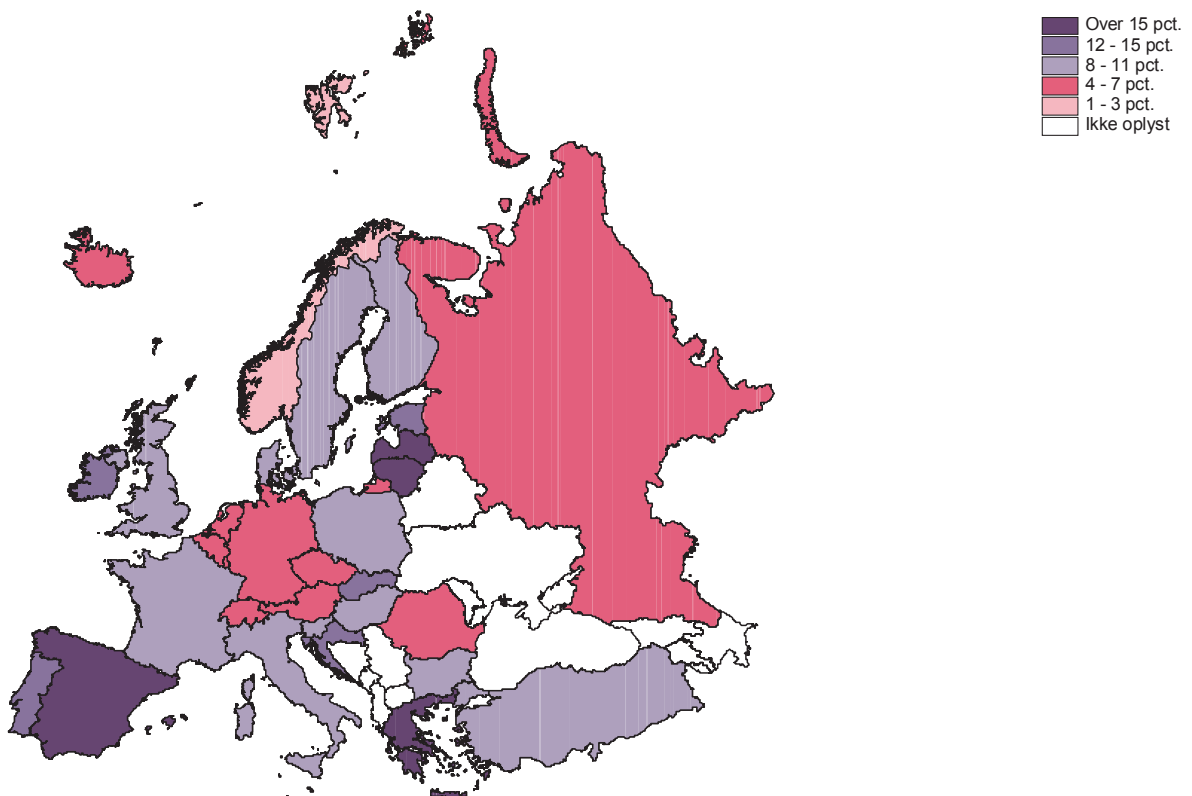 Over 15 pct.
12 - 15 pct.
8 - 11 pct.
4 - 7 pct.
1 - 3 pct.
Ikke oplyst